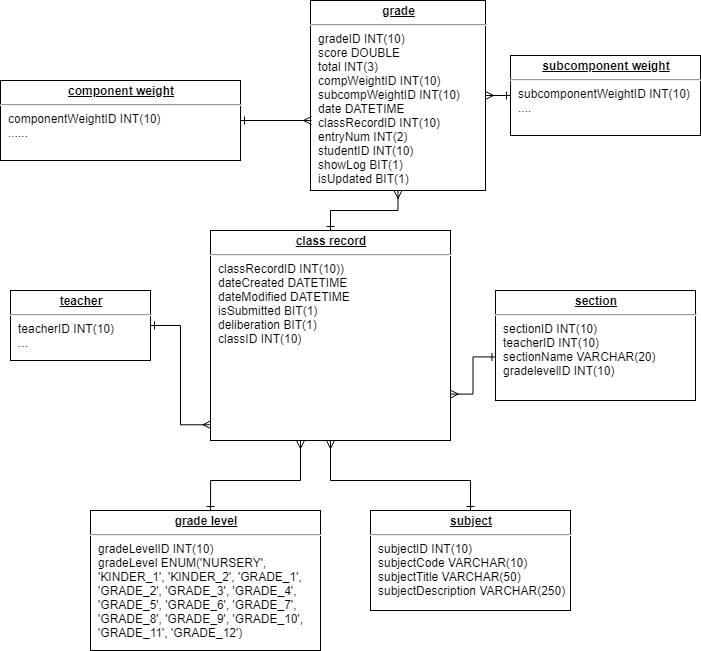 grade
gradeID INT(10)
score DOUBLE
total INT(3)
compWeightID INT(10)
subcompWeightID INT(10)
date DATETIME
classRecordID INT(10)
entryNum INT(2)
studentID INT(10)
showLog BIT(1)
isUpdated BIT(1)
subcomponent weight
subcomponentWeightID INT(10)
....
component weight
componentWeightID INT(10)
......
class record
classRecordID INT(10))
dateCreated DATETIME
dateModified DATETIME
isSubmitted BIT(1)
deliberation BIT(1)
classID INT(10)
teacher
teacherID INT(10)
...
section
sectionID INT(10)
teacherID INT(10)
sectionName VARCHAR(20)
gradelevelID INT(10)
grade level
gradeLevelID INT(10)
gradeLevel ENUM('NURSERY',
'KINDER_1', 'KINDER_2', 'GRADE_1',
'GRADE_2', 'GRADE_3', 'GRADE_4',
'GRADE_5', 'GRADE_6', 'GRADE_7',
'GRADE_8', 'GRADE_9', 'GRADE_10',
'GRADE_11', 'GRADE_12')
subject
subjectID INT(10)
subjectCode VARCHAR(10)
subjectTitle VARCHAR(50)
subjectDescription VARCHAR(250)